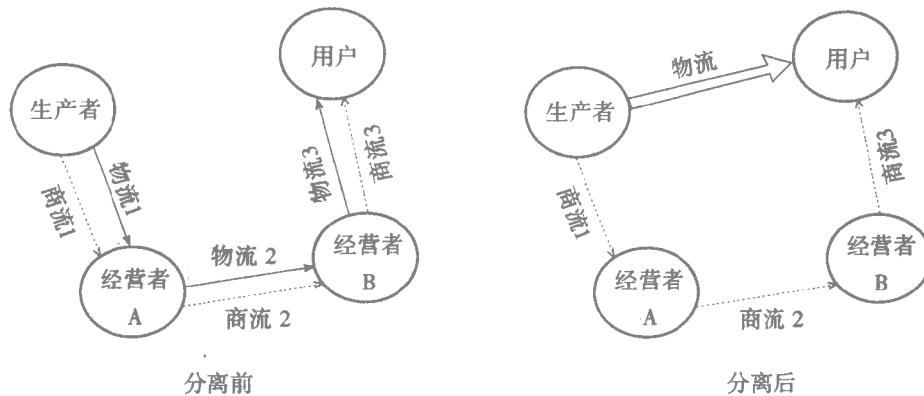 用户
生产者
物流1
商流1
物流3
商流3
经营者
A
物流 2
商流 2
经营者
B
分离前
生产者
物流
用户
商流1
商流3
经营者
A
商流 2
经营者
B
分离后